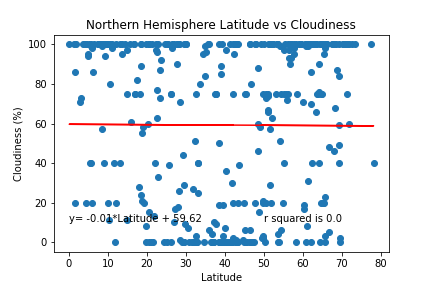 Northern Hemisphere Latitude vs Cloudiness
100
80
60
40
20
0
Cloudiness (%)
y= -0.01*Latitude + 59.62
r squared is 0.0
0 10 20 30 40 50 60 70 80
Latitude